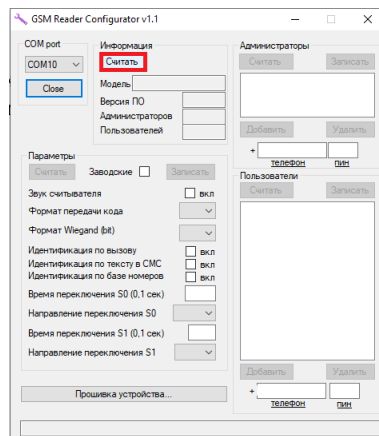 GSM Reader Configurator v1.1
COM port
COM10
Close
Информация
Считать
Модель
Версия ПО
Администраторов
Пользователей
Параметры
Считать Заводские Записать
Звук считывателя вкл
Формат передачи кода
Формат Wiegand (bit)
Идентификация по вызову вкл
Идентификация по тексту в СМС вкл
Идентификация по базе номеров вкл
Время переключения S0 (0,1 сек)
Направление переключения S0
Время переключения S1 (0,1 сек)
Направление переключения S1
Прошивка устройства...
Администраторы
Считать Записать
Добавить Удалить
+
телефон пин
Пользователи
Считать Записать
Добавить Удалить
+
телефон пин